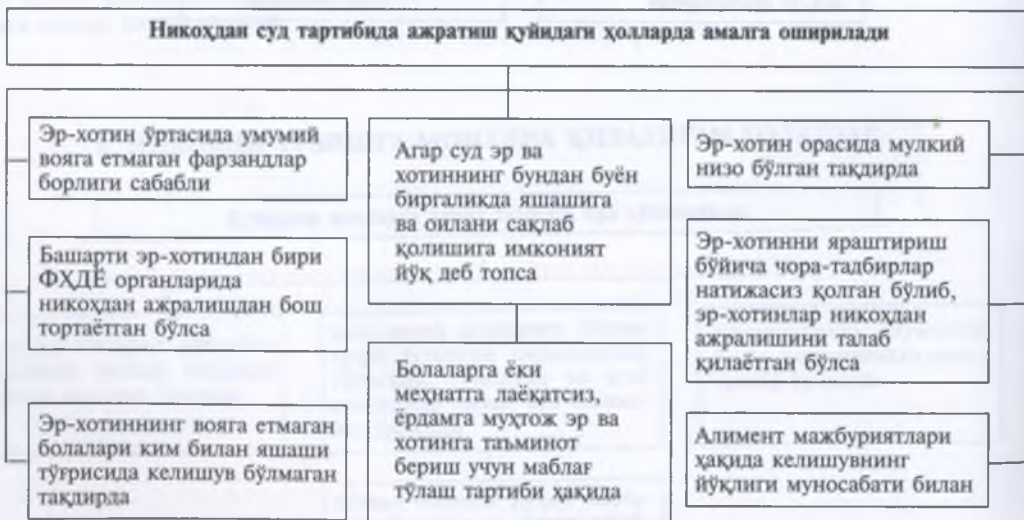 Никоҳдан суд тартибида ажратиш қуйидаги ҳолларда амалга оширилади
Эр-хотин ўртасида умумий
вояга етмаган фарзандлар
борлиги сабабли
Башарти эр-хотиндан бири
ФҲДЁ органларида
никоҳдан ажралишдан бош
тортаётган бўлса
Эр-хотиннинг вояга етмаган
болалари ким билан яшаши
тўғрисида келишув бўлмаган
тақдирда
Агар суд эр ва
хотиннинг бундан буён
биргаликда яшашига
ва оилани сақлаб
қолишига имконият
йўқ деб топса
Болаларга ёки
меҳнатга лаёқатсиз,
ёрдамга муҳтож эр ва
хотинга таъминот
бериш учун маблағ
тўлаш тартиби ҳақида
Эр-хотин орасида мулкий
низо бўлган тақдирда
Эр-хотинни яраштириш
бўйича чора-тадбирлар
натижасиз қолган бўлиб,
эр-хотинлар никоҳдан
ажралишини талаб
қилаётган бўлса
Алимент мажбуриятлари
ҳақида келишувнинг
йўқлиги муносабати билан